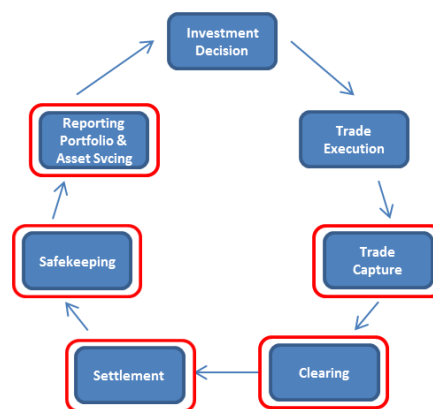 Investment
Decision
Trade
Execution
Trade
Capture
Clearing
Settlement
Safekeeping
Reporting
Portfolio &
Asset Svcing